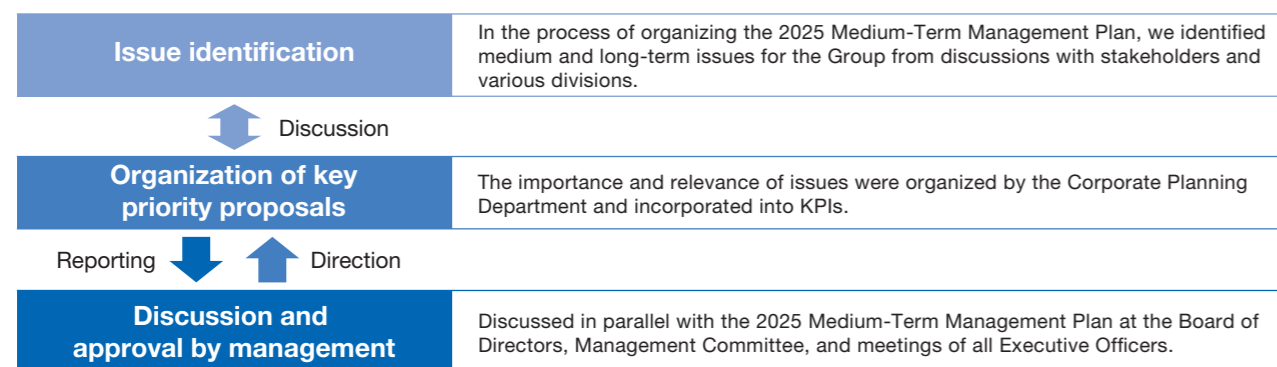 Issue identification
In the process of organizing the 2025 Medium-Term Management Plan, we identified
medium and long-term issues for the Group from discussions with stakeholders and
various divisions.
Discussion
Organization of key
priority proposals
The importance and relevance of issues were organized by the Corporate Planning
Department and incorporated into KPIs.
Reporting
Direction
Discussion and
approval by management
Discussed in parallel with the 2025 Medium-Term Management Plan at the Board of
Directors, Management Committee, and meetings of all Executive Officers.